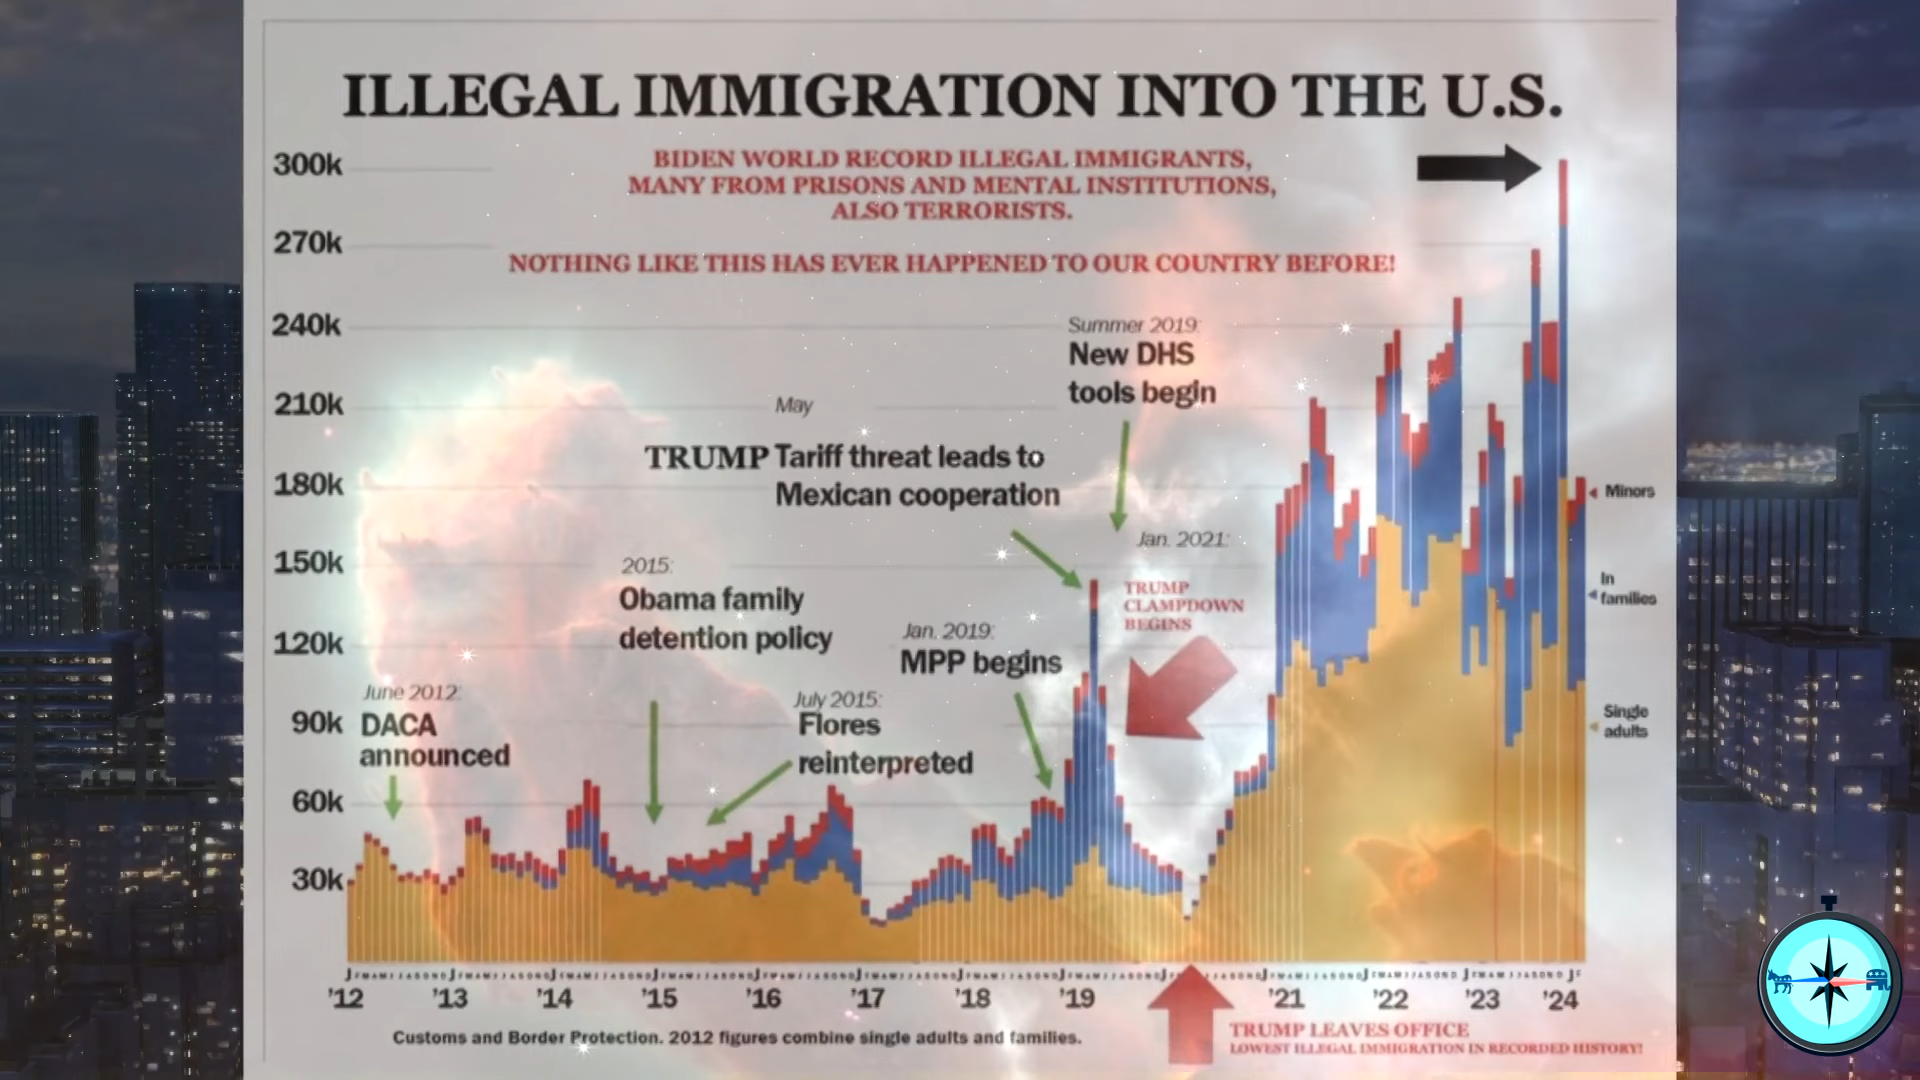 ILLEGAL IMMIGRATION INTO THE U.S.
BIDEN WORLD RECORD ILLEGAL IMMIGRANTS,
MANY FROM PRISONS AND MENTAL INSTITUTIONS,
ALSO TERRORISTS.
NOTHING LIKE THIS HAS EVER HAPPENED TO OUR COUNTRY BEFORE!
300k
270k
240k
210k
180k
150k
120k
90k
60k
30k
June 2012:
DACA
announced
2015:
Obama family
detention policy
July 2015:
Flores
reinterpreted
May
TRUMP Tariff threat leads to
Mexican cooperation
Jan. 2019:
MPP begins
Summer 2019:
New DHS
tools begin
Jan. 2021:
TRUMP
CLAMPDOWN
BEGINS
Minors
In
families
Single
adults
'12 '13 '14 '15 '16 '17 '18 '19 '21 '22 '23 '24
Customs and Border Protection. 2012 figures combine single adults and families.
TRUMP LEAVES OFFICE
LOWEST ILLEGAL IMMIGRATION IN RECORDED HISTORY!